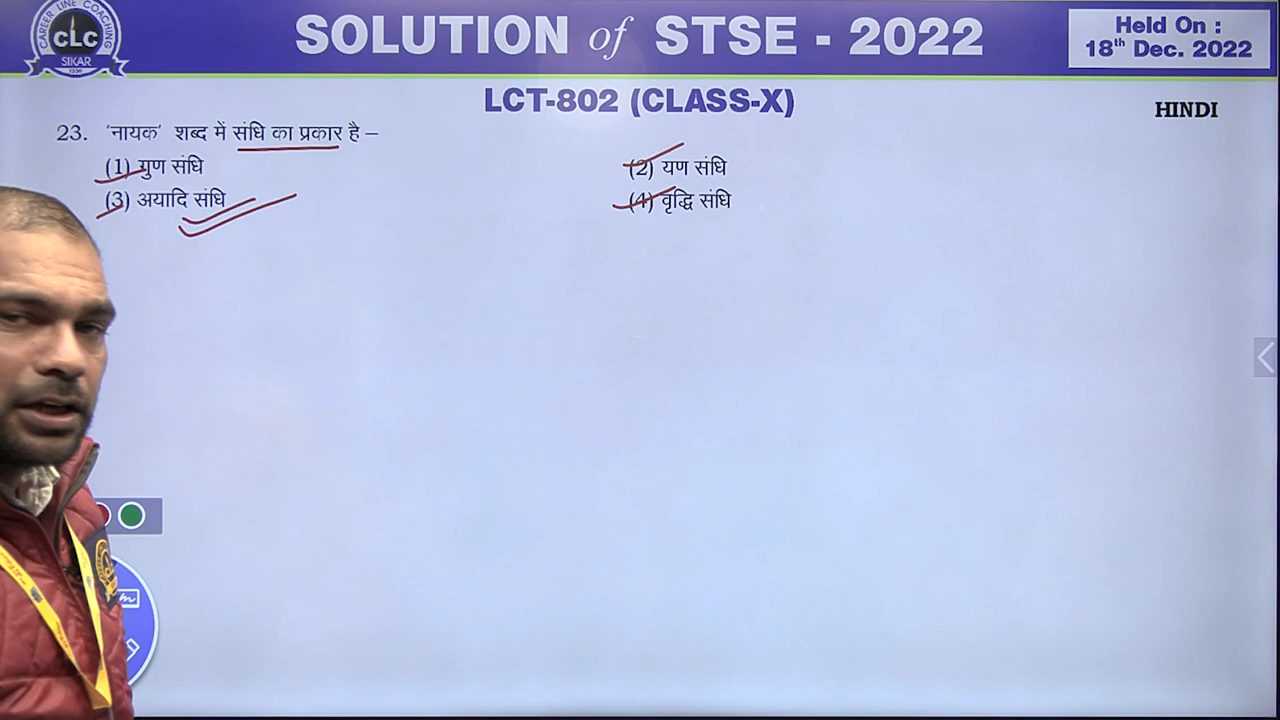 CAREER LINE COACHING
CLC
SIKAR
SOLUTION of STSE - 2022
Held On :
18th Dec. 2022
LCT-802 (CLASS-X)
HINDI
23. 'नायक' शब्द में संधि का प्रकार है –
(1) गुण संधि
(2) यण संधि
(3) अयादि संधि
(4) वृद्धि संधि